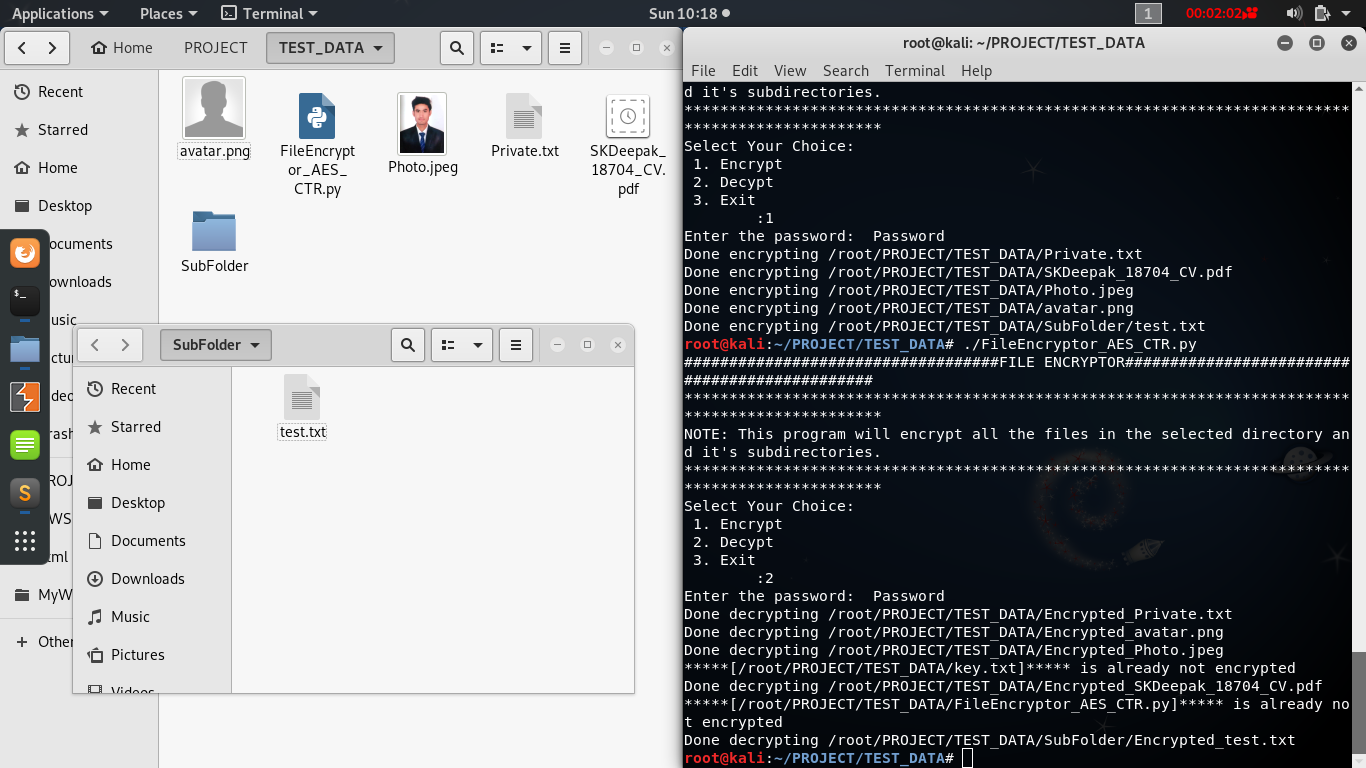 Applications
Places
Terminal
Sun 10:18
1
00:02:02
Home
PROJECT
TEST_DATA
Recent
Starred
Home
Desktop
ocuments
ownloads
usic
ictu
ideo
rash
ROJ
WS
tml
MyW
Other
avatar.png
FileEncrypt
or_AES_
CTR.py
Photo.jpeg
Private.txt
SKDeepak_
18704_CV.
pdf
SubFolder
SubFolder
Recent
Starred
Home
Desktop
Documents
Downloads
Music
Pictures
Videos
test.txt
root@kali: ~/PROJECT/TEST_DATA
File Edit View Search Terminal Help
d it's subdirectories.
**************************************************************************
**********************
Select Your Choice:
1. Encrypt
2. Decypt
3. Exit
:1
Enter the password:  Password
Done encrypting /root/PROJECT/TEST_DATA/Private.txt
Done encrypting /root/PROJECT/TEST_DATA/SKDeepak_18704_CV.pdf
Done encrypting /root/PROJECT/TEST_DATA/Photo.jpeg
Done encrypting /root/PROJECT/TEST_DATA/avatar.png
Done encrypting /root/PROJECT/TEST_DATA/SubFolder/test.txt
root@kali:~/PROJECT/TEST_DATA# ./FileEncryptor_AES_CTR.py
###################################FILE ENCRYPTOR#########################
#####################
**************************************************************************
**********************
NOTE: This program will encrypt all the files in the selected directory an
d it's subdirectories.
**************************************************************************
**********************
Select Your Choice:
1. Encrypt
2. Decypt
3. Exit
:2
Enter the password:  Password
Done decrypting /root/PROJECT/TEST_DATA/Encrypted_Private.txt
Done decrypting /root/PROJECT/TEST_DATA/Encrypted_avatar.png
Done decrypting /root/PROJECT/TEST_DATA/Encrypted_Photo.jpeg
*****[/root/PROJECT/TEST_DATA/key.txt]***** is already not encrypted
Done decrypting /root/PROJECT/TEST_DATA/Encrypted_SKDeepak_18704_CV.pdf
*****[/root/PROJECT/TEST_DATA/FileEncryptor_AES_CTR.py]***** is already no
t encrypted
Done decrypting /root/PROJECT/TEST_DATA/SubFolder/Encrypted_test.txt
root@kali:~/PROJECT/TEST_DATA#